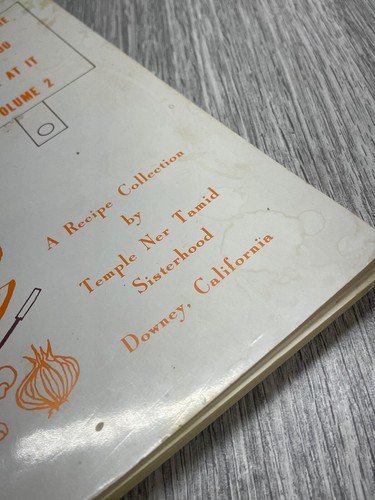 AT IT
VOLUME 2
A Recipe Collection
by
Temple Ner Tamid
Sisterhood
Downey, California